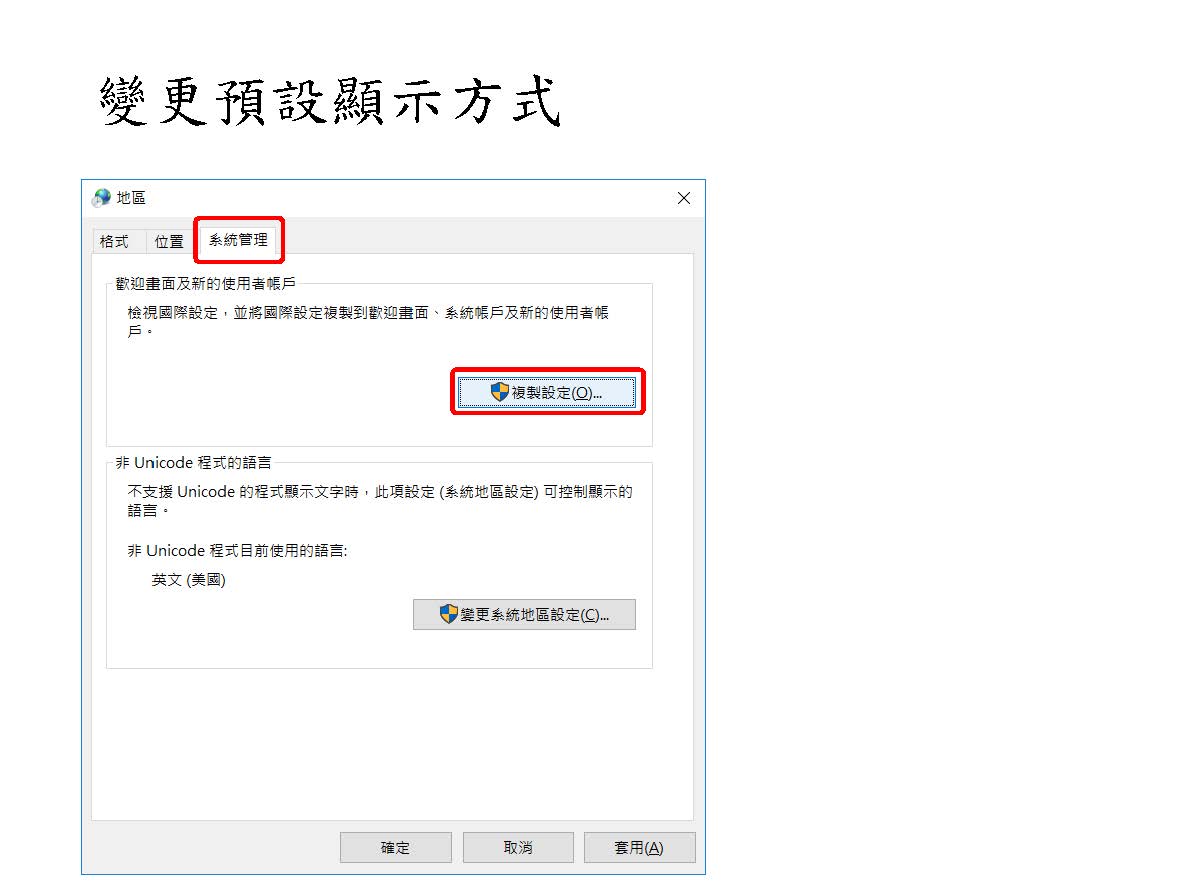 變更預設顯示方式
地區
格式 位置 系統管理
歡迎畫面及新的使用者帳戶
檢視國際設定，並將國際設定複製到歡迎畫面、系統帳戶及新的使用者帳
戶。
複製設定(O)...
非 Unicode 程式的語言
不支援 Unicode 的程式顯示文字時，此項設定 (系統地區設定) 可控制顯示的
語言。
非 Unicode 程式目前使用的語言:
英文 (美國)
變更系統地區設定(C)...
確定 取消 套用(A)